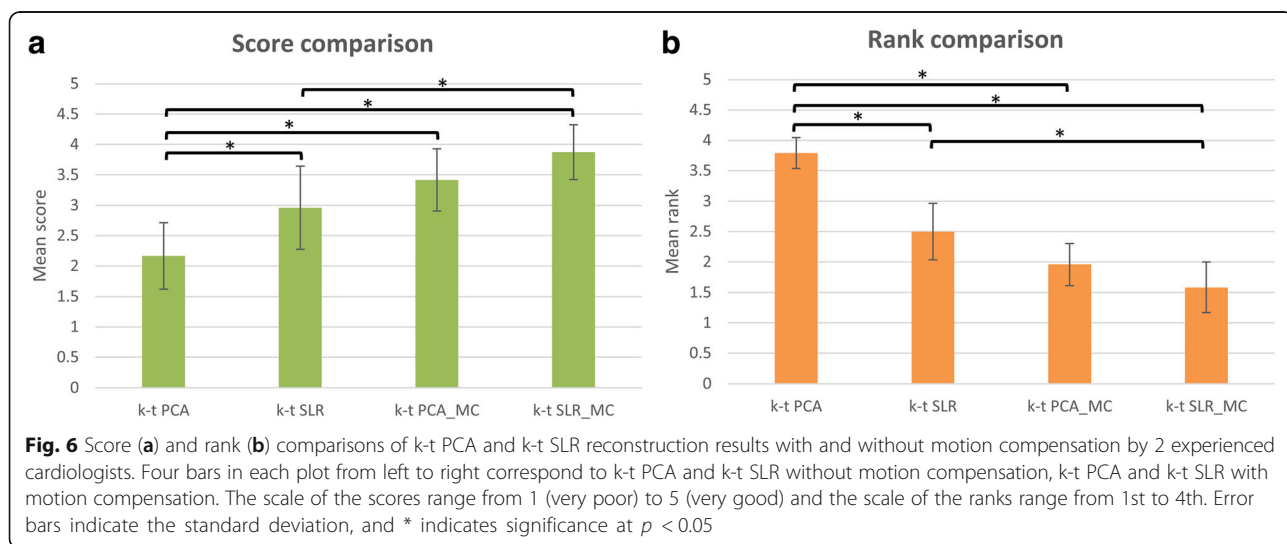 a
Score comparison
5
4.5
4
3.5
3
2.5
2
1.5
1
0.5
0
Mean score
*
*
*
*
k-t PCA k-t SLR k-t PCA_MC k-t SLR_MC
b
Rank comparison
5
4.5
4
3.5
3
2.5
2
1.5
1
0.5
0
Mean rank
*
*
*
*
k-t PCA k-t SLR k-t PCA_MC k-t SLR_MC
Fig. 6 Score (a) and rank (b) comparisons of k-t PCA and k-t SLR reconstruction results with and without motion compensation by 2 experienced
cardiologists. Four bars in each plot from left to right correspond to k-t PCA and k-t SLR without motion compensation, k-t PCA and k-t SLR with
motion compensation. The scale of the scores range from 1 (very poor) to 5 (very good) and the scale of the ranks range from 1st to 4th. Error
bars indicate the standard deviation, and * indicates significance at p < 0.05